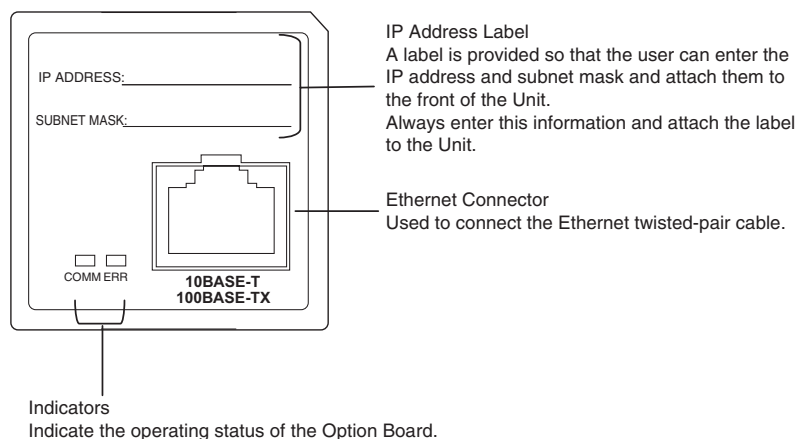 IP Address Label
A label is provided so that the user can enter the
IP address and subnet mask and attach them to
the front of the Unit.
Always enter this information and attach the label
to the Unit.
IP ADDRESS:
SUBNET MASK:
Ethernet Connector
Used to connect the Ethernet twisted-pair cable.
COMM ERR
10BASE-T
100BASE-TX
Indicators
Indicate the operating status of the Option Board.